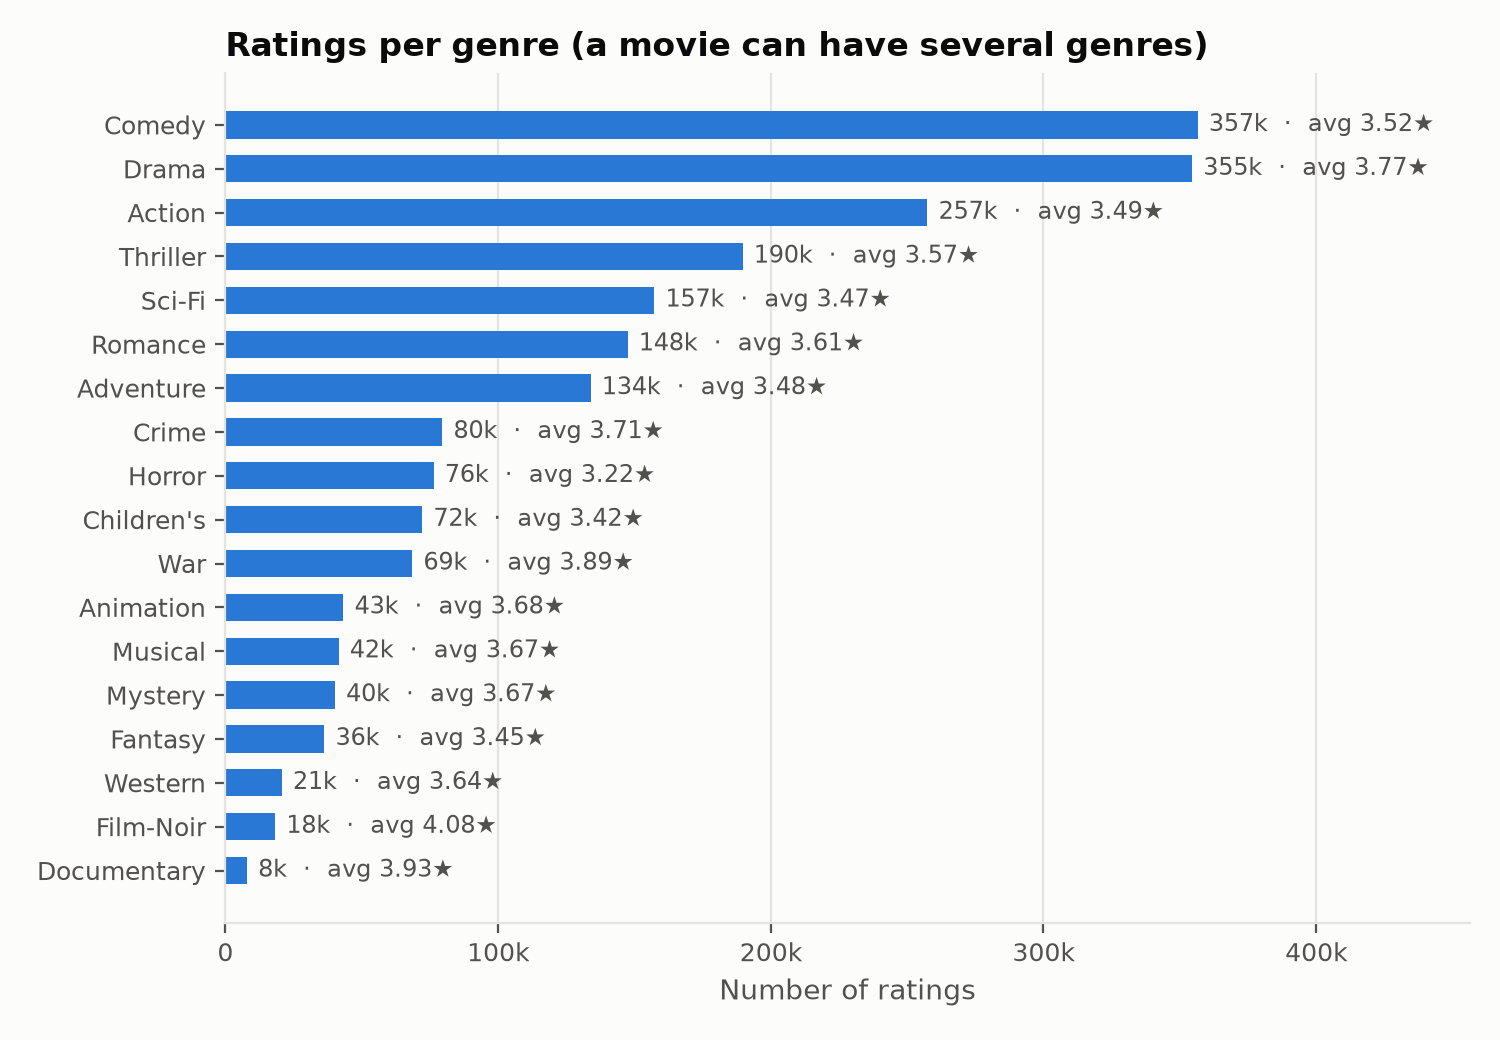 Ratings per genre (a movie can have several genres)
Comedy 357k · avg 3.52★
Drama 355k · avg 3.77★
Action 257k · avg 3.49★
Thriller 190k · avg 3.57★
Sci-Fi 157k · avg 3.47★
Romance 148k · avg 3.61★
Adventure 134k · avg 3.48★
Crime 80k · avg 3.71★
Horror 76k · avg 3.22★
Children's 72k · avg 3.42★
War 69k · avg 3.89★
Animation 43k · avg 3.68★
Musical 42k · avg 3.67★
Mystery 40k · avg 3.67★
Fantasy 36k · avg 3.45★
Western 21k · avg 3.64★
Film-Noir 18k · avg 4.08★
Documentary 8k · avg 3.93★
0 100k 200k 300k 400k
Number of ratings